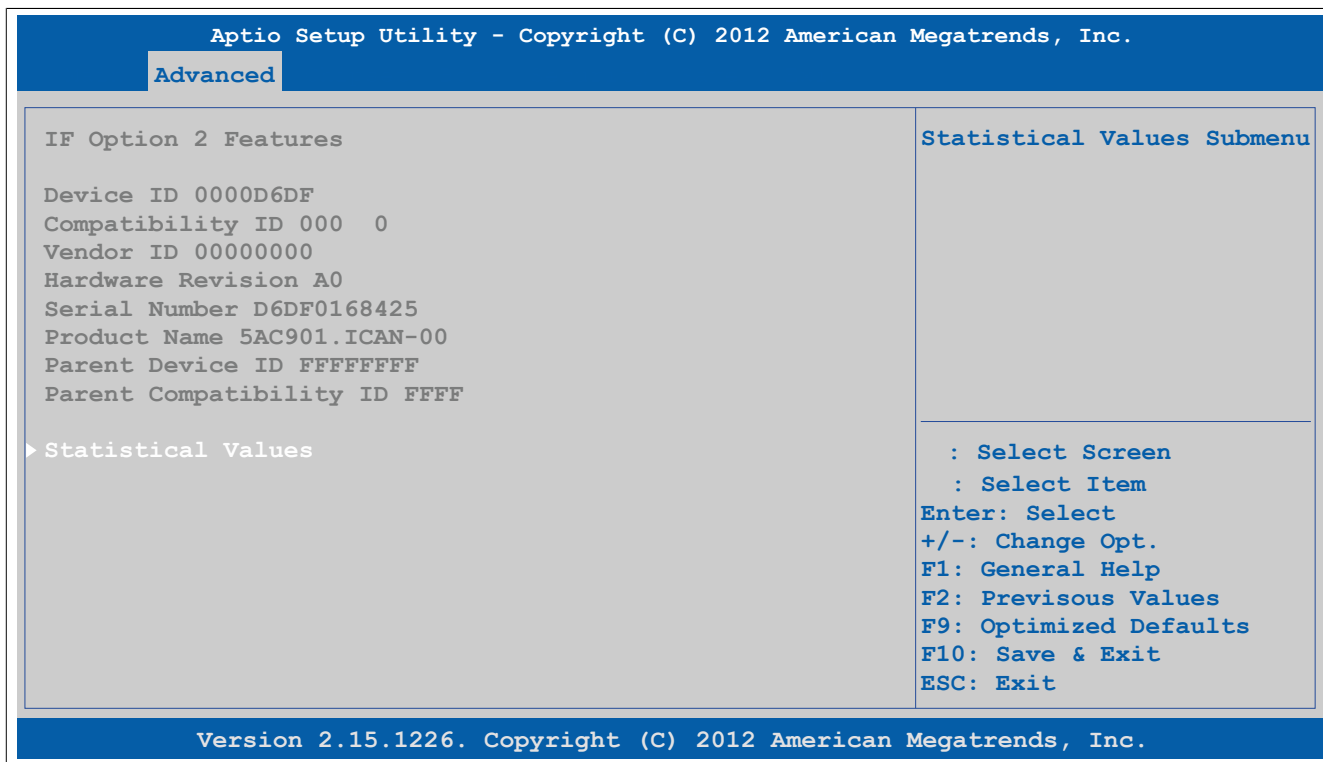 Aptio Setup Utility - Copyright (C) 2012 American Megatrends, Inc.
Advanced
IF Option 2 Features
Device ID 0000D6DF
Compatibility ID 000  0
Vendor ID 00000000
Hardware Revision A0
Serial Number D6DF0168425
Product Name 5AC901.ICAN-00
Parent Device ID FFFFFFFF
Parent Compatibility ID FFFF
Statistical Values
Statistical Values Submenu
: Select Screen
: Select Item
Enter: Select
+/-: Change Opt.
F1: General Help
F2: Previsous Values
F9: Optimized Defaults
F10: Save & Exit
ESC: Exit
Version 2.15.1226. Copyright (C) 2012 American Megatrends, Inc.